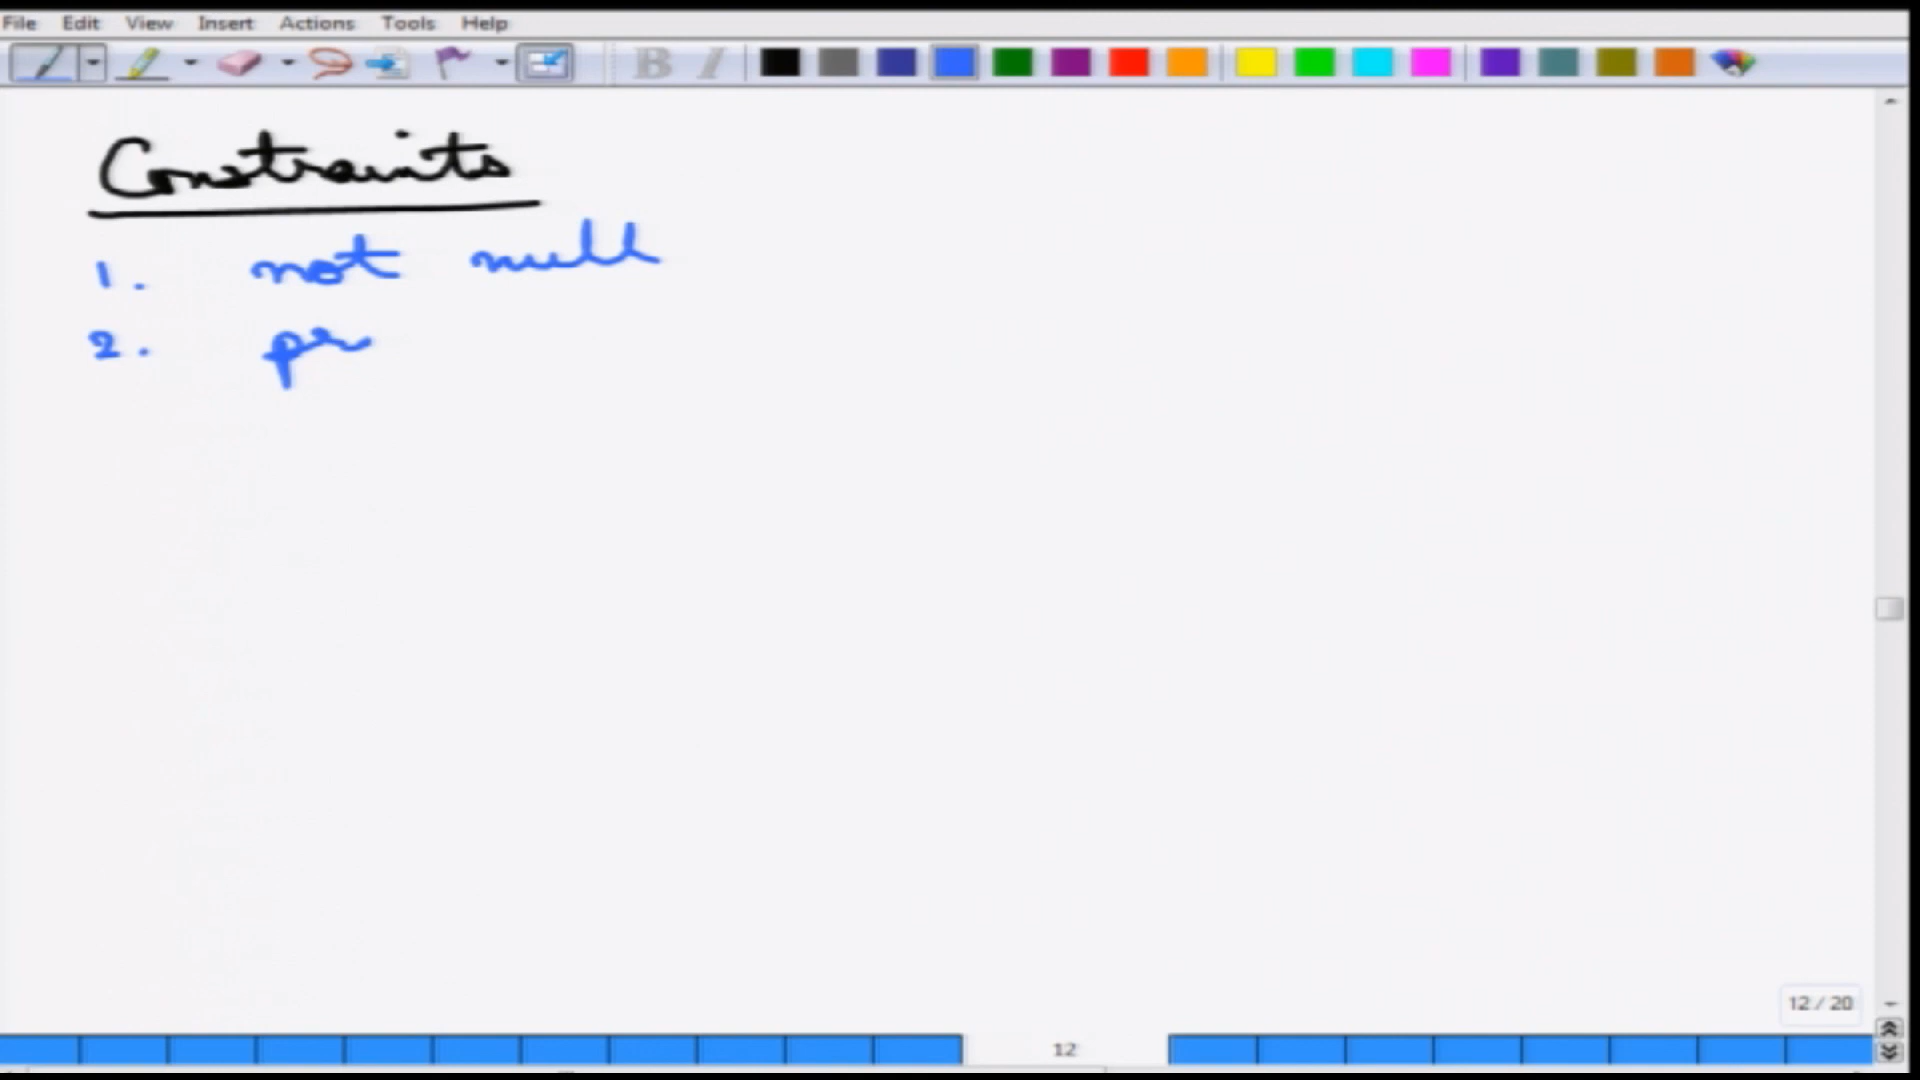 File Edit View Insert Actions Tools Help
B I
Constraints
1. not null
2. pr
12 / 20
12